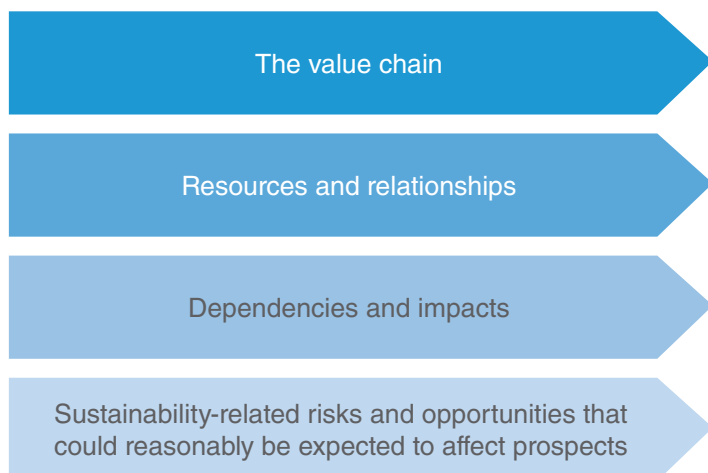 The value chain
Resources and relationships
Dependencies and impacts
Sustainability-related risks and opportunities that
could reasonably be expected to affect prospects